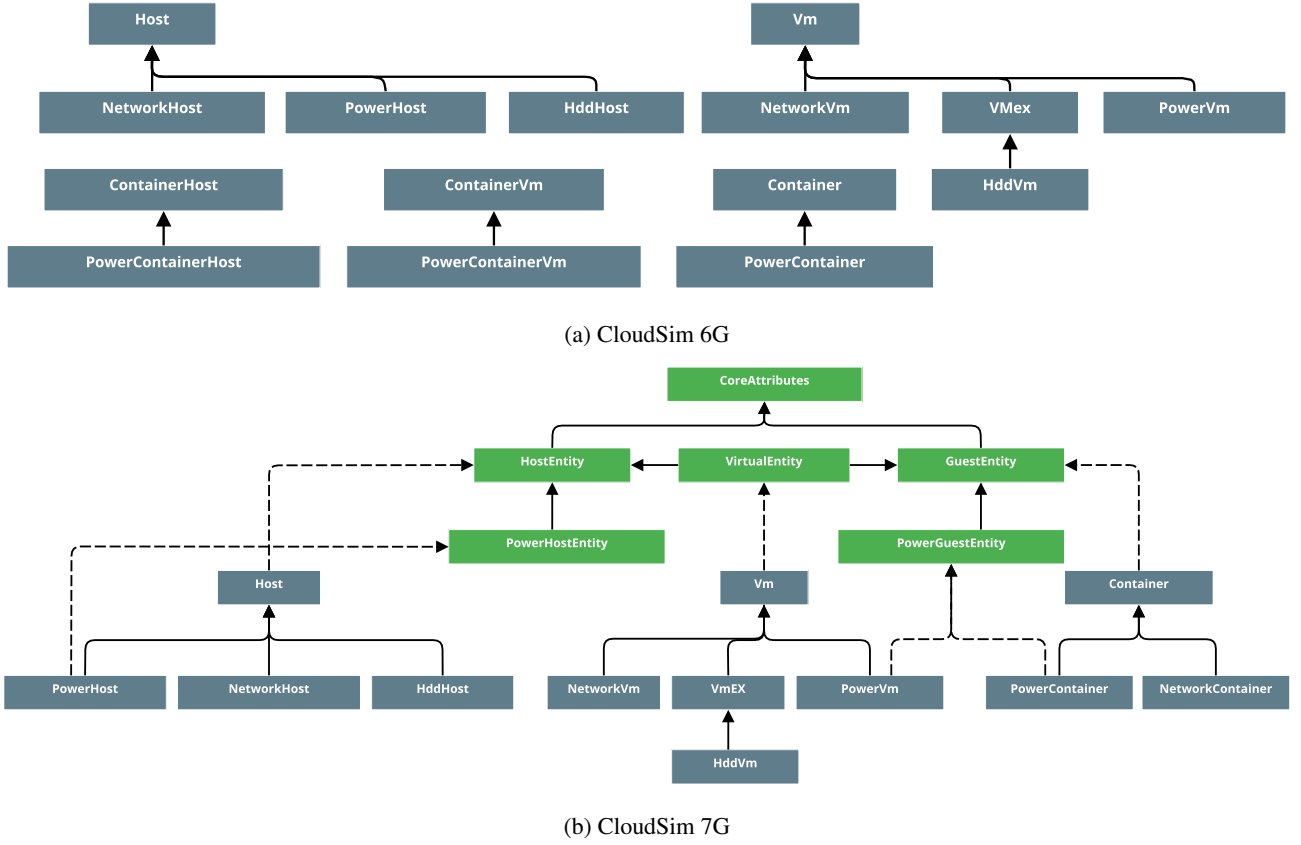 Host
Vm
NetworkHost
PowerHost
HddHost
NetworkVm
VMex
PowerVm
ContainerHost
ContainerVm
Container
HddVm
PowerContainerHost
PowerContainerVm
PowerContainer
(a) CloudSim 6G
CoreAttributes
HostEntity
VirtualEntity
GuestEntity
PowerHostEntity
PowerGuestEntity
Host
Vm
Container
PowerHost
NetworkHost
HddHost
NetworkVm
VmEX
PowerVm
PowerContainer
NetworkContainer
HddVm
(b) CloudSim 7G